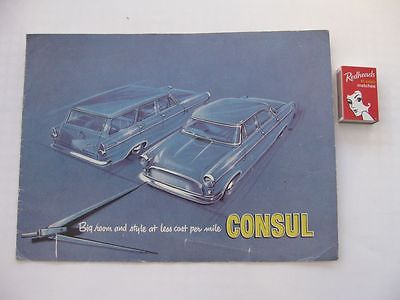 Big room and style at less cost per mile CONSUL
Redheads
matches